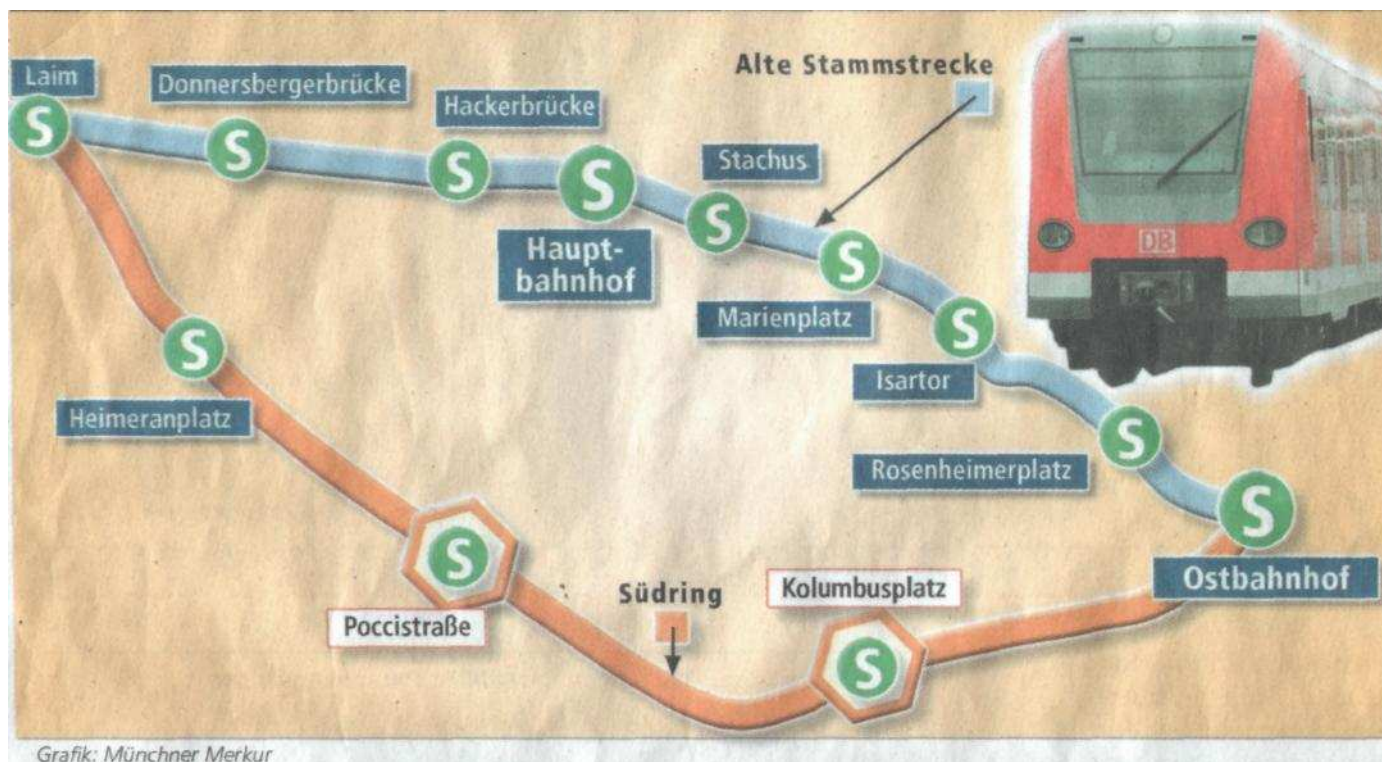 Laim
Donnersbergerbrücke
Hackerbrücke
Alte Stammstrecke
Stachus
S
S
S
S
S
S
S
S
S
Haupt-
bahnhof
Marienplatz
Isartor
Rosenheimerplatz
DB
S
Heimeranplatz
S
Poccistraße
Südring
Kolumbusplatz
S
Ostbahnhof
Grafik: Münchner Merkur